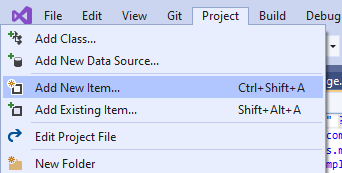 File Edit View Git Project Build Debug
Add Class...
Add New Data Source...
Add New Item... Ctrl+Shift+A
Add Existing Item... Shift+Alt+A
Edit Project File
New Folder